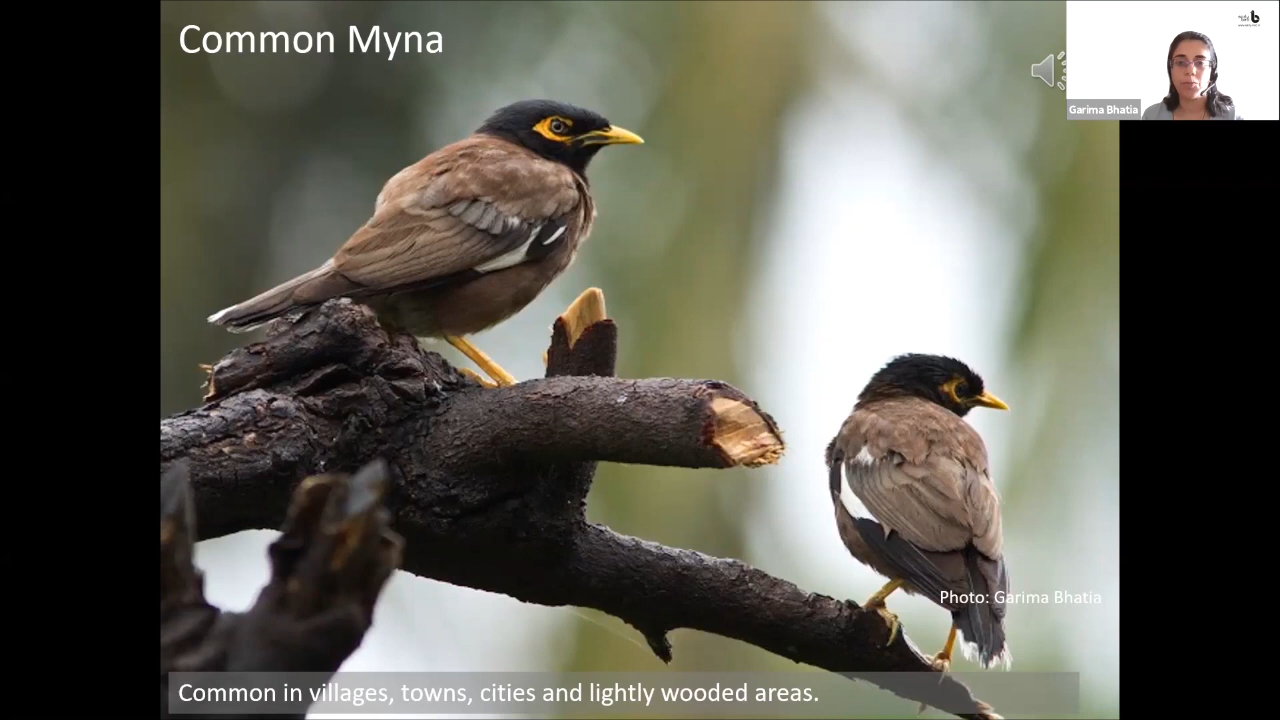 Common Myna
Garima Bhatia
Photo: Garima Bhatia
Common in villages, towns, cities and lightly wooded areas.